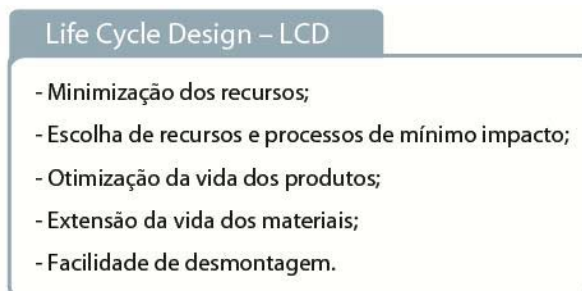 Life Cycle Design – LCD
- Minimização dos recursos;
- Escolha de recursos e processos de mínimo impacto;
- Otimização da vida dos produtos;
- Extensão da vida dos materiais;
- Facilidade de desmontagem.